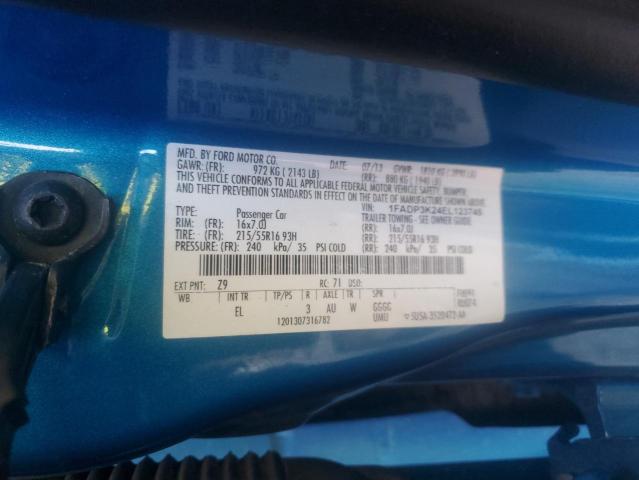 MFD. BY FORD MOTOR CO.
DATE: 07/13 GVWR:
GAWR: (FR): 972 KG ( 2143 LB) RR: 880 KG ( 1940 LB)
THIS VEHICLE CONFORMS TO ALL APPLICABLE FEDERAL MOTOR VEHICLE SAFETY, BUMPER,
AND THEFT PREVENTION STANDARDS IN EFFECT ON THE DATE OF MANUFACTURE SHOWN ABOVE.
VIN: 1FADP3K24EL123745
TYPE: Passenger Car TRAILER TOWING - SEE OWNER GUIDE
RIM: (FR): 16x7.0J (RR): 16x7.0J
TIRE: (FR): 215/55R16 93H (RR): 215/55R16 93H
PRESSURE: (FR): 240 kPa/ 35 PSI COLD (RR): 240 kPa/ 35 PSI COLD
EXT PNT: Z9 RC: 71 DSO:
WB INT TR TP/PS R AXLE TR SPR
EL 3 AU W GGGG
1201307316782 UMU